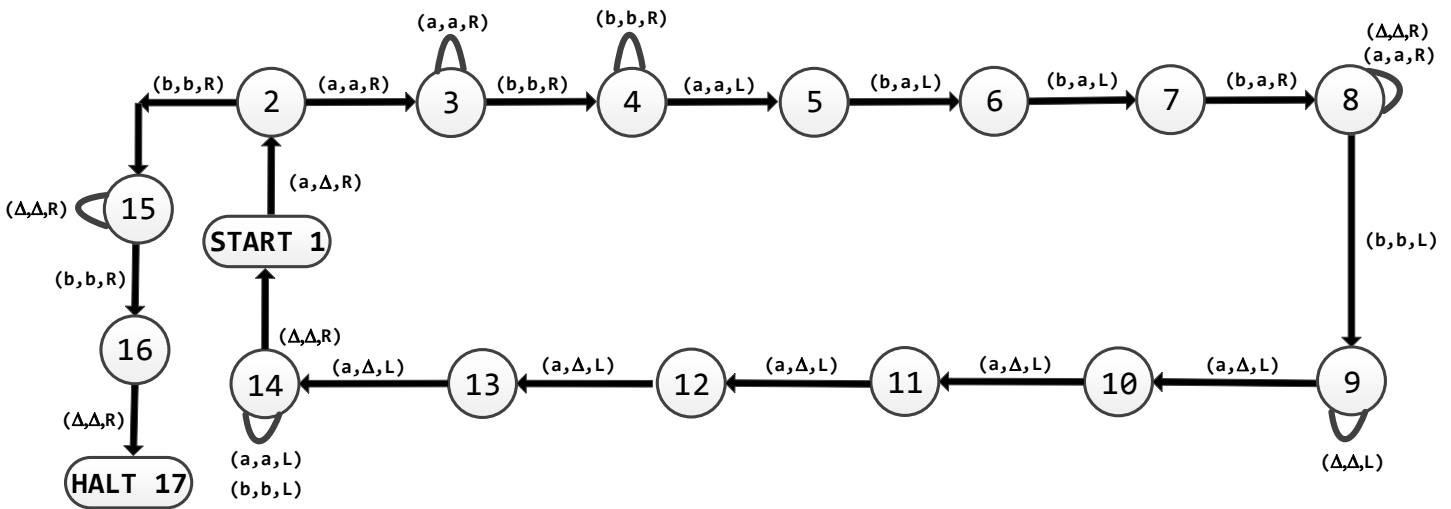 (a,a,R)
(b,b,R)
(Δ,Δ,R)
(a,a,R)
(b,b,R)
2
(a,a,R)
3
(b,b,R)
4
(a,a,L)
5
(b,a,L)
6
(b,a,L)
7
(b,a,R)
8
(a,Δ,R)
(Δ,Δ,R)
15
START 1
(b,b,L)
(b,b,R)
16
(Δ,Δ,R)
14
(a,Δ,L)
13
(a,Δ,L)
12
(a,Δ,L)
11
(a,Δ,L)
10
(a,Δ,L)
9
(Δ,Δ,R)
(a,a,L)
(b,b,L)
(Δ,Δ,L)
HALT 17